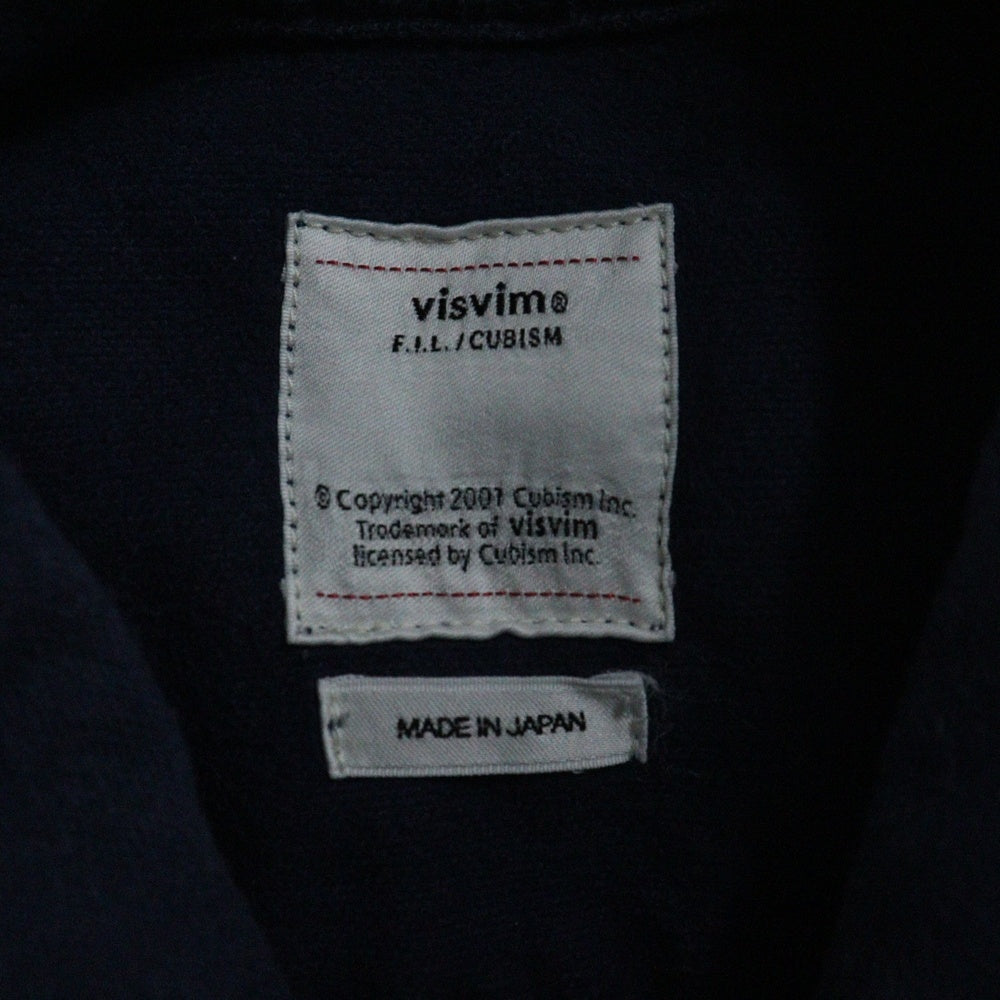 visvim®
F.I.L. / CUBISM
® Copyright 2001 Cubism Inc.
Trademark of visvim
licensed by Cubism Inc.
MADE IN JAPAN